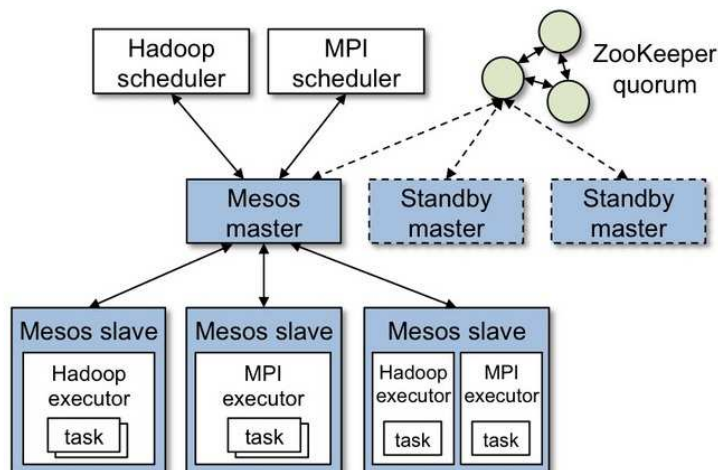 Hadoop
scheduler
MPI
scheduler
ZooKeeper
quorum
Mesos
master
Standby
master
Standby
master
Mesos slave
Hadoop
executor
task
Mesos slave
MPI
executor
task
Mesos slave
Hadoop
executor
task
MPI
executor
task